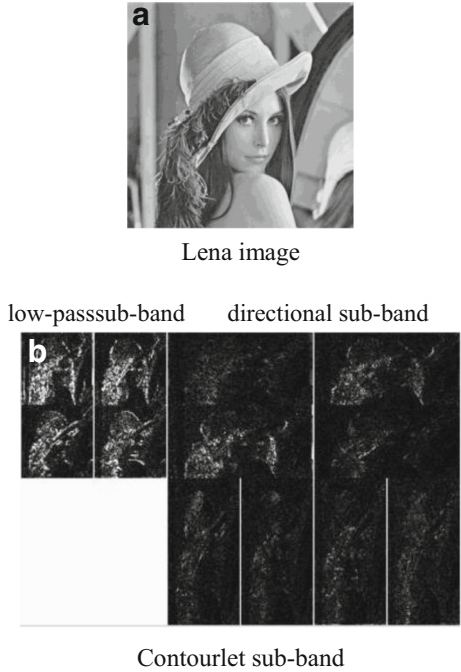 a
Lena image
low-passsub-band directional sub-band
b
Contourlet sub-band